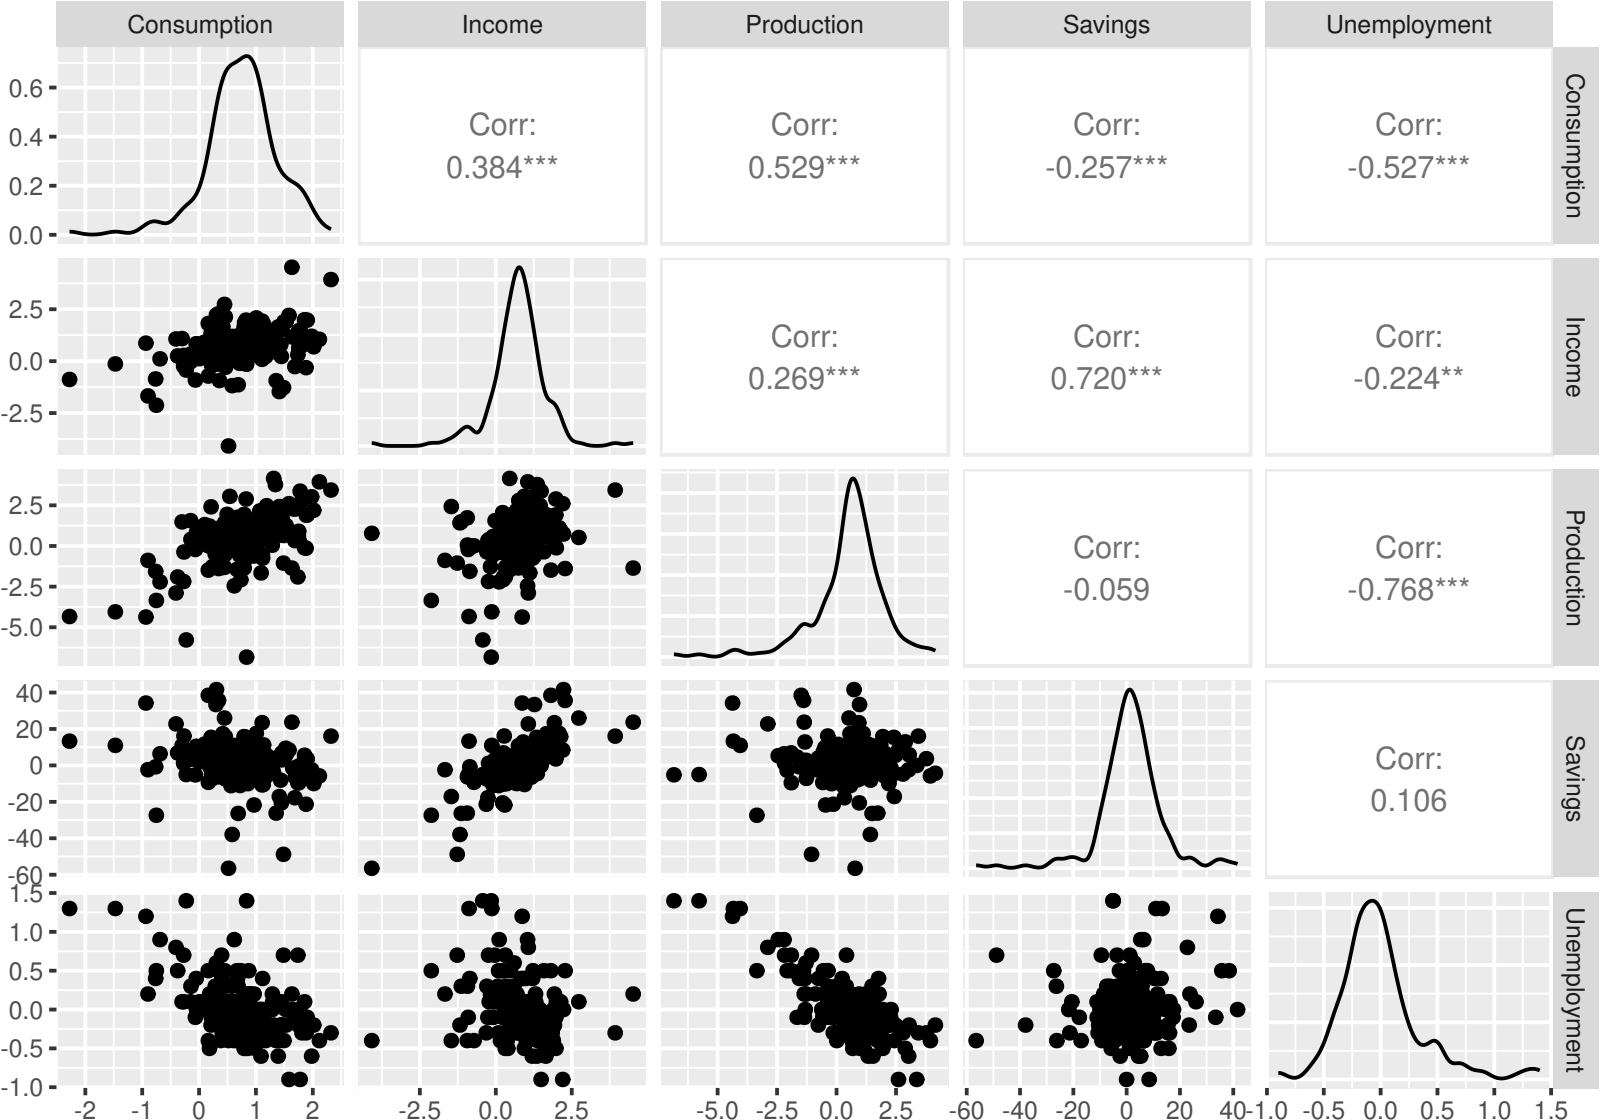 Consumption Income Production Savings Unemployment
0.6
0.4
0.2
0.0
Corr:
0.384***
Corr:
0.529***
Corr:
-0.257***
Corr:
-0.527***
Consumption
2.5
0.0
-2.5
Corr:
0.269***
Corr:
0.720***
Corr:
-0.224**
Income
2.5
0.0
-2.5
-5.0
Corr:
-0.059
Corr:
-0.768***
Production
40
20
0
-20
-40
-60
Corr:
0.106
Savings
1.5
1.0
0.5
0.0
-0.5
-1.0
Unemployment
-2 -1 0 1 2 -2.5 0.0 2.5 -5.0 -2.5 0.0 2.5 -60 -40 -20 0 20 40 -1.0 -0.5 0.0 0.5 1.0 1.5